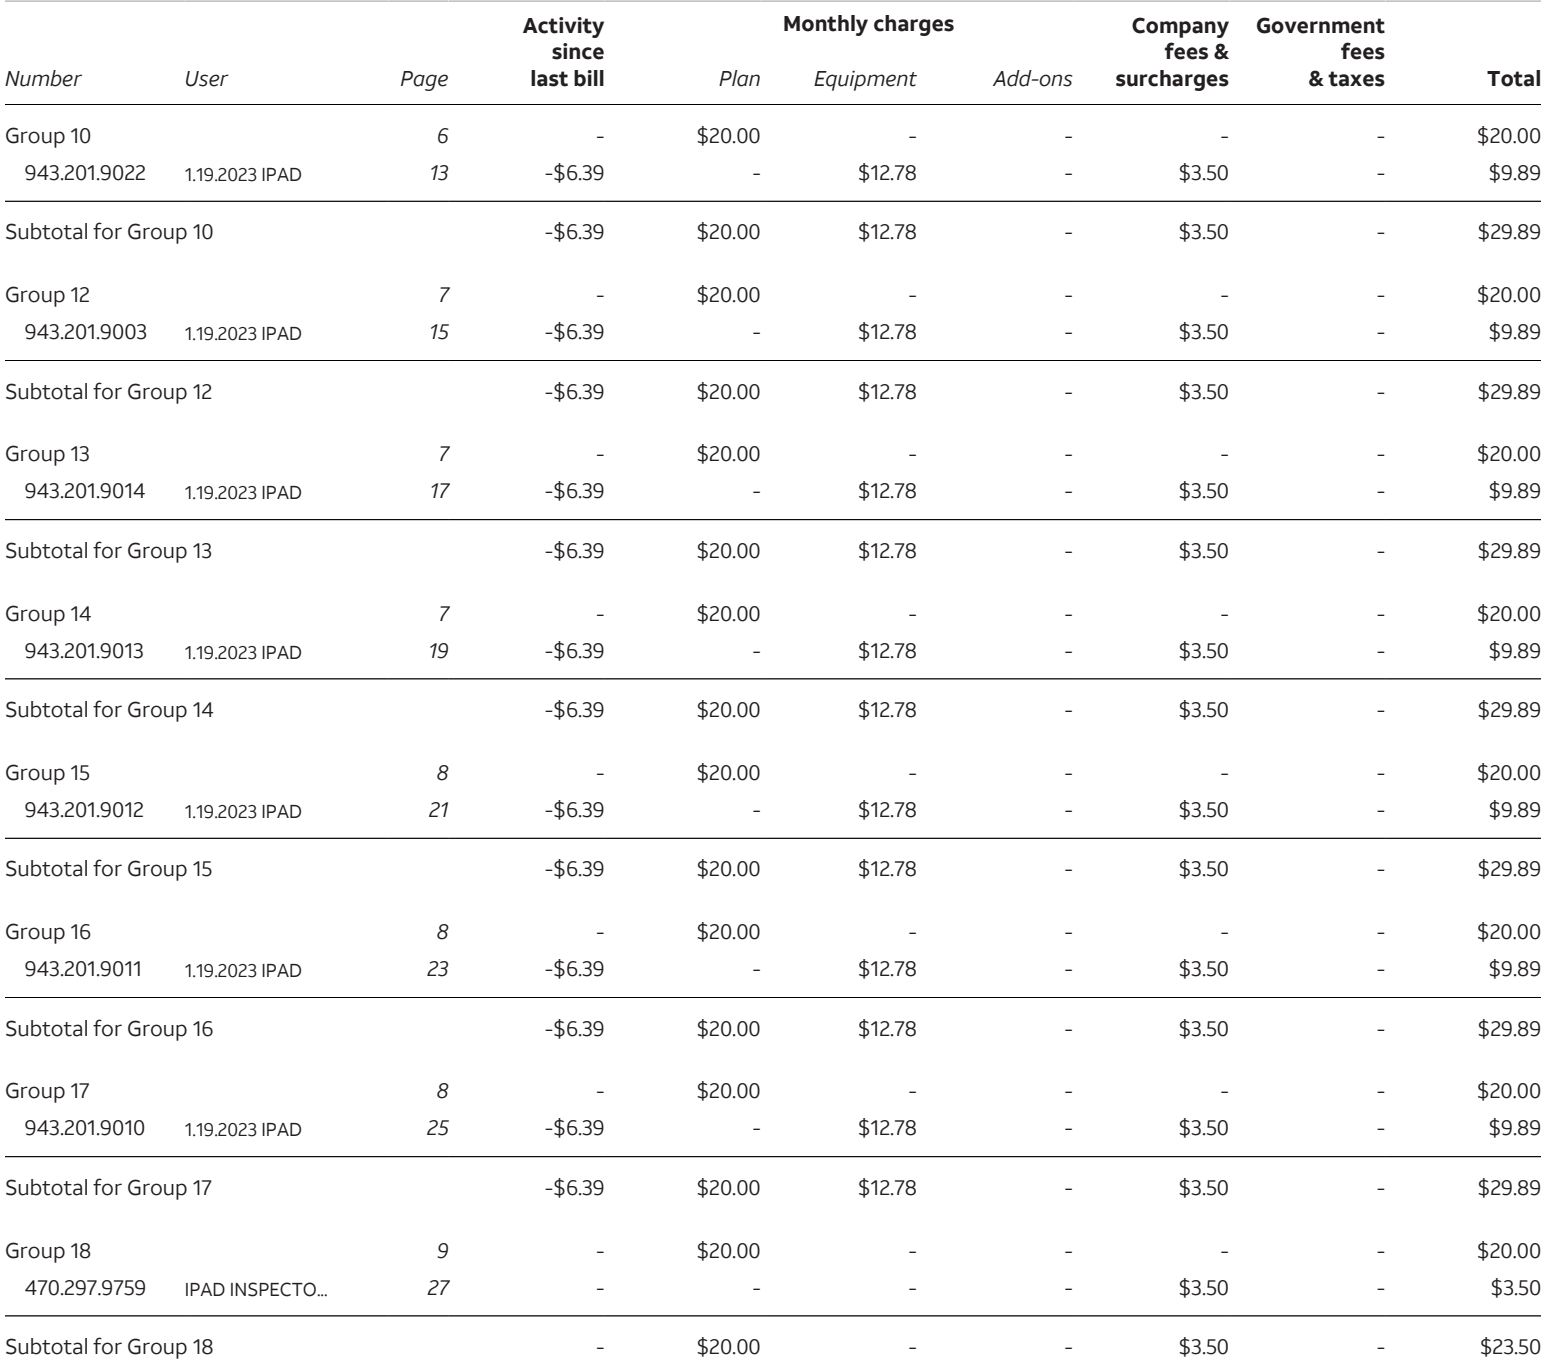 Activity Monthly charges Company Government
since fees & fees
Number User Page last bill Plan Equipment Add-ons surcharges & taxes Total
Group 10 6 - $20.00 - - - - $20.00
943.201.9022 1.19.2023 IPAD 13 -$6.39 - $12.78 - $3.50 - $9.89
Subtotal for Group 10 -$6.39 $20.00 $12.78 - $3.50 - $29.89
Group 12 7 - $20.00 - - - - $20.00
943.201.9003 1.19.2023 IPAD 15 -$6.39 - $12.78 - $3.50 - $9.89
Subtotal for Group 12 -$6.39 $20.00 $12.78 - $3.50 - $29.89
Group 13 7 - $20.00 - - - - $20.00
943.201.9014 1.19.2023 IPAD 17 -$6.39 - $12.78 - $3.50 - $9.89
Subtotal for Group 13 -$6.39 $20.00 $12.78 - $3.50 - $29.89
Group 14 7 - $20.00 - - - - $20.00
943.201.9013 1.19.2023 IPAD 19 -$6.39 - $12.78 - $3.50 - $9.89
Subtotal for Group 14 -$6.39 $20.00 $12.78 - $3.50 - $29.89
Group 15 8 - $20.00 - - - - $20.00
943.201.9012 1.19.2023 IPAD 21 -$6.39 - $12.78 - $3.50 - $9.89
Subtotal for Group 15 -$6.39 $20.00 $12.78 - $3.50 - $29.89
Group 16 8 - $20.00 - - - - $20.00
943.201.9011 1.19.2023 IPAD 23 -$6.39 - $12.78 - $3.50 - $9.89
Subtotal for Group 16 -$6.39 $20.00 $12.78 - $3.50 - $29.89
Group 17 8 - $20.00 - - - - $20.00
943.201.9010 1.19.2023 IPAD 25 -$6.39 - $12.78 - $3.50 - $9.89
Subtotal for Group 17 -$6.39 $20.00 $12.78 - $3.50 - $29.89
Group 18 9 - $20.00 - - - - $20.00
470.297.9759 IPAD INSPECTO... 27 - - - - $3.50 - $3.50
Subtotal for Group 18 - $20.00 - - $3.50 - $23.50